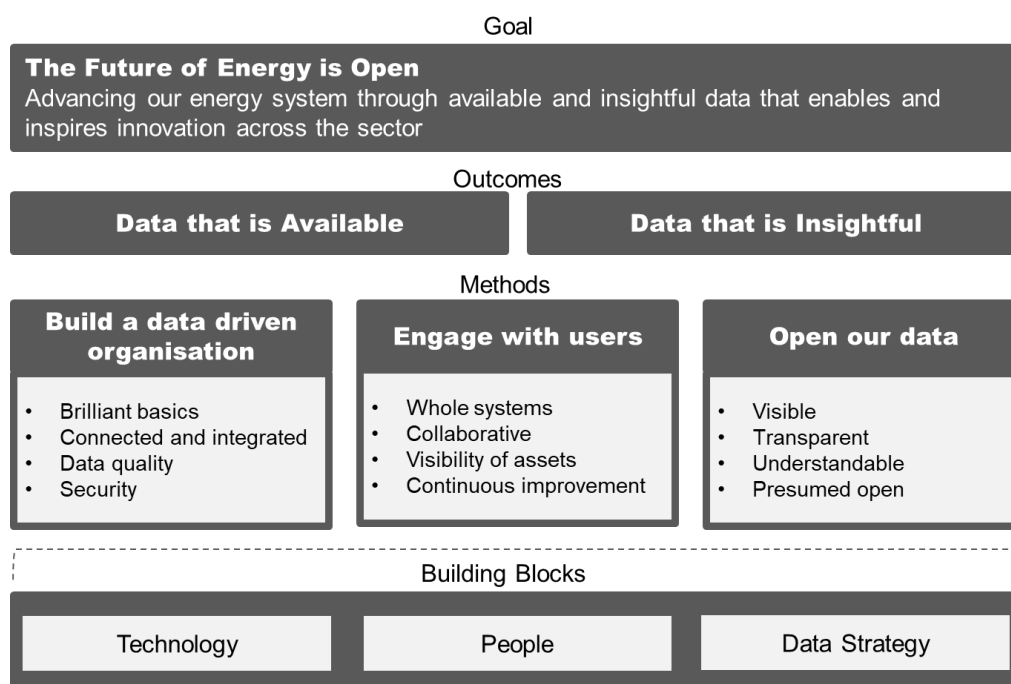 Goal
The Future of Energy is Open
Advancing our energy system through available and insightful data that enables and
inspires innovation across the sector
Outcomes
Data that is Available
Data that is Insightful
Methods
Build a data driven
organisation
• Brilliant basics
• Connected and integrated
• Data quality
• Security
Engage with users
• Whole systems
• Collaborative
• Visibility of assets
• Continuous improvement
Open our data
• Visible
• Transparent
• Understandable
• Presumed open
Building Blocks
Technology
People
Data Strategy